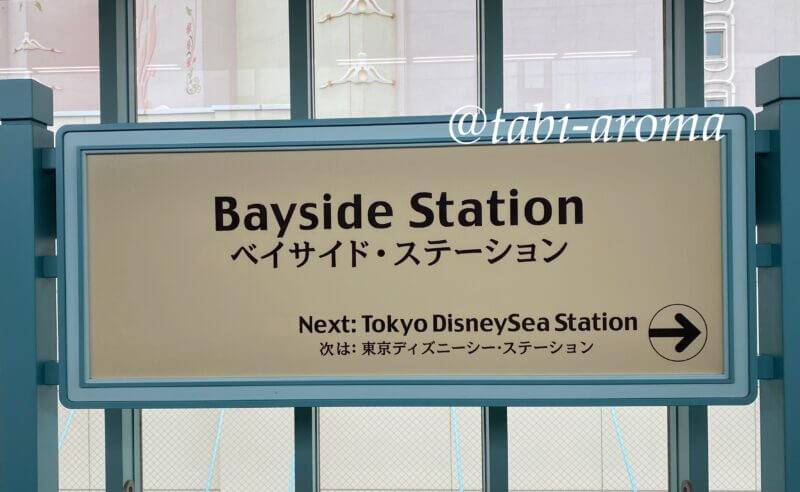 @tabi-aroma
Bayside Station
ベイサイド・ステーション
Next: Tokyo DisneySea Station
次は: 東京ディズニーシー・ステーション